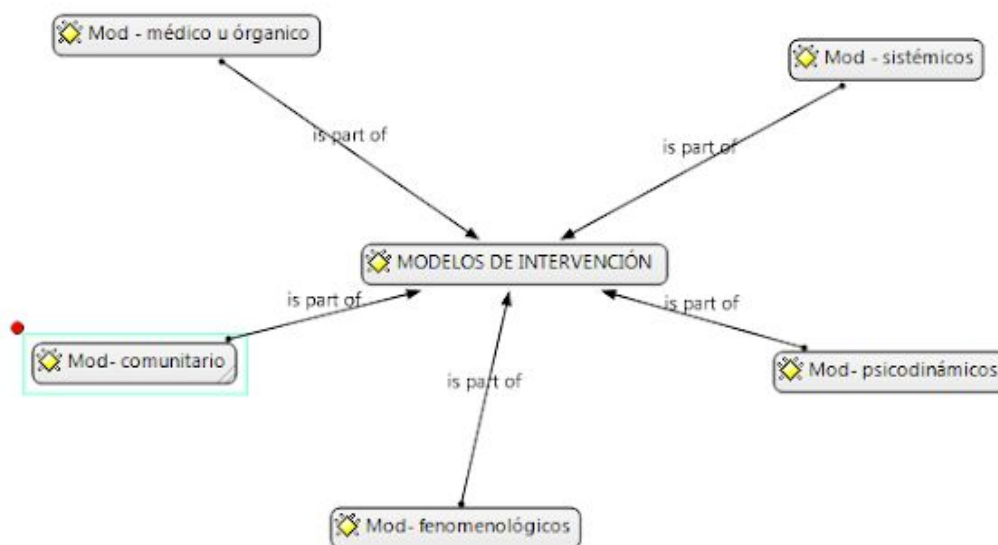 Mod - médico u órganico
Mod - sistémicos
is part of
is part of
MODELOS DE INTERVENCIÓN
is part of
is part of
Mod- comunitario
Mod- psicodinámicos
is part of
Mod- fenomenológicos